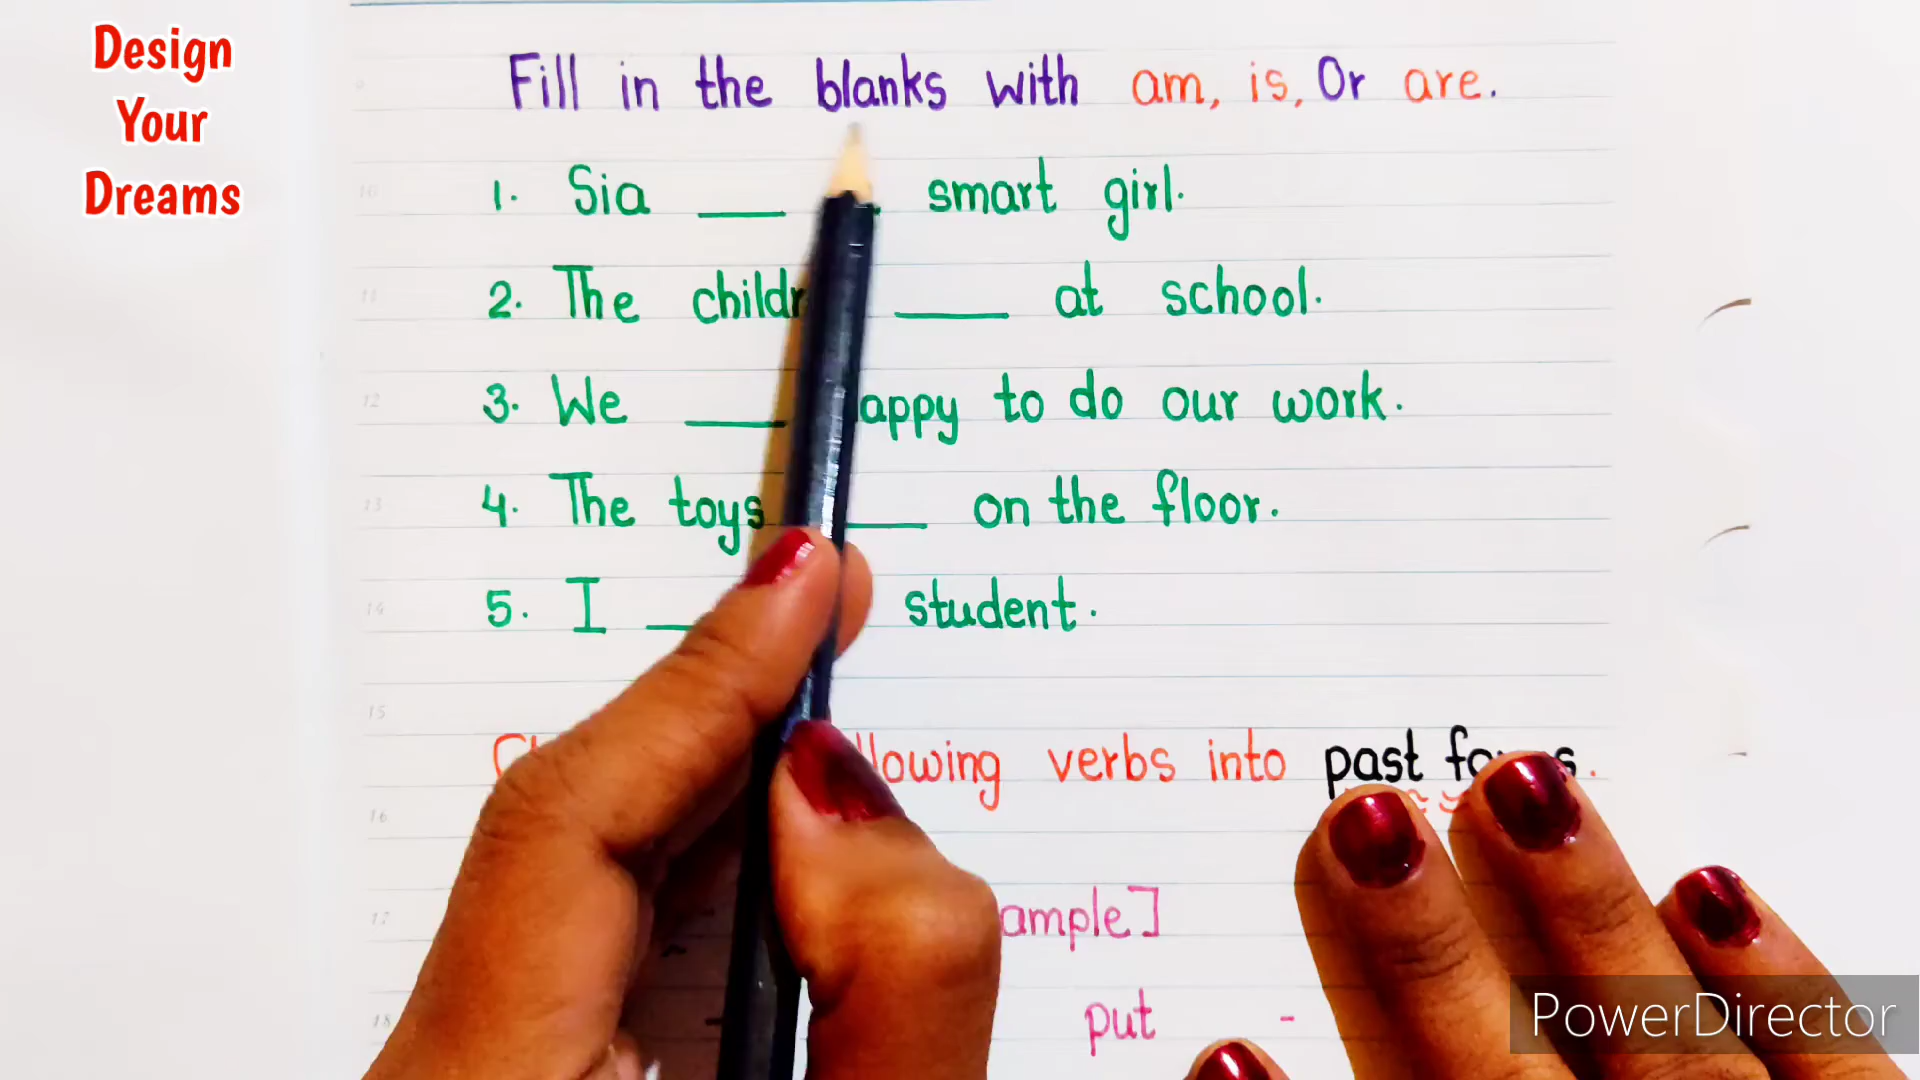 Design
Your
Dreams
Fill in the blanks with am, is, Or are.
1. Sia ___ smart girl.
2. The childr ___ at school.
3. We ___ appy to do our work.
4. The toys ___ on the floor.
5. I ___ student.
llowing verbs into past
ample]
put -
PowerDirector